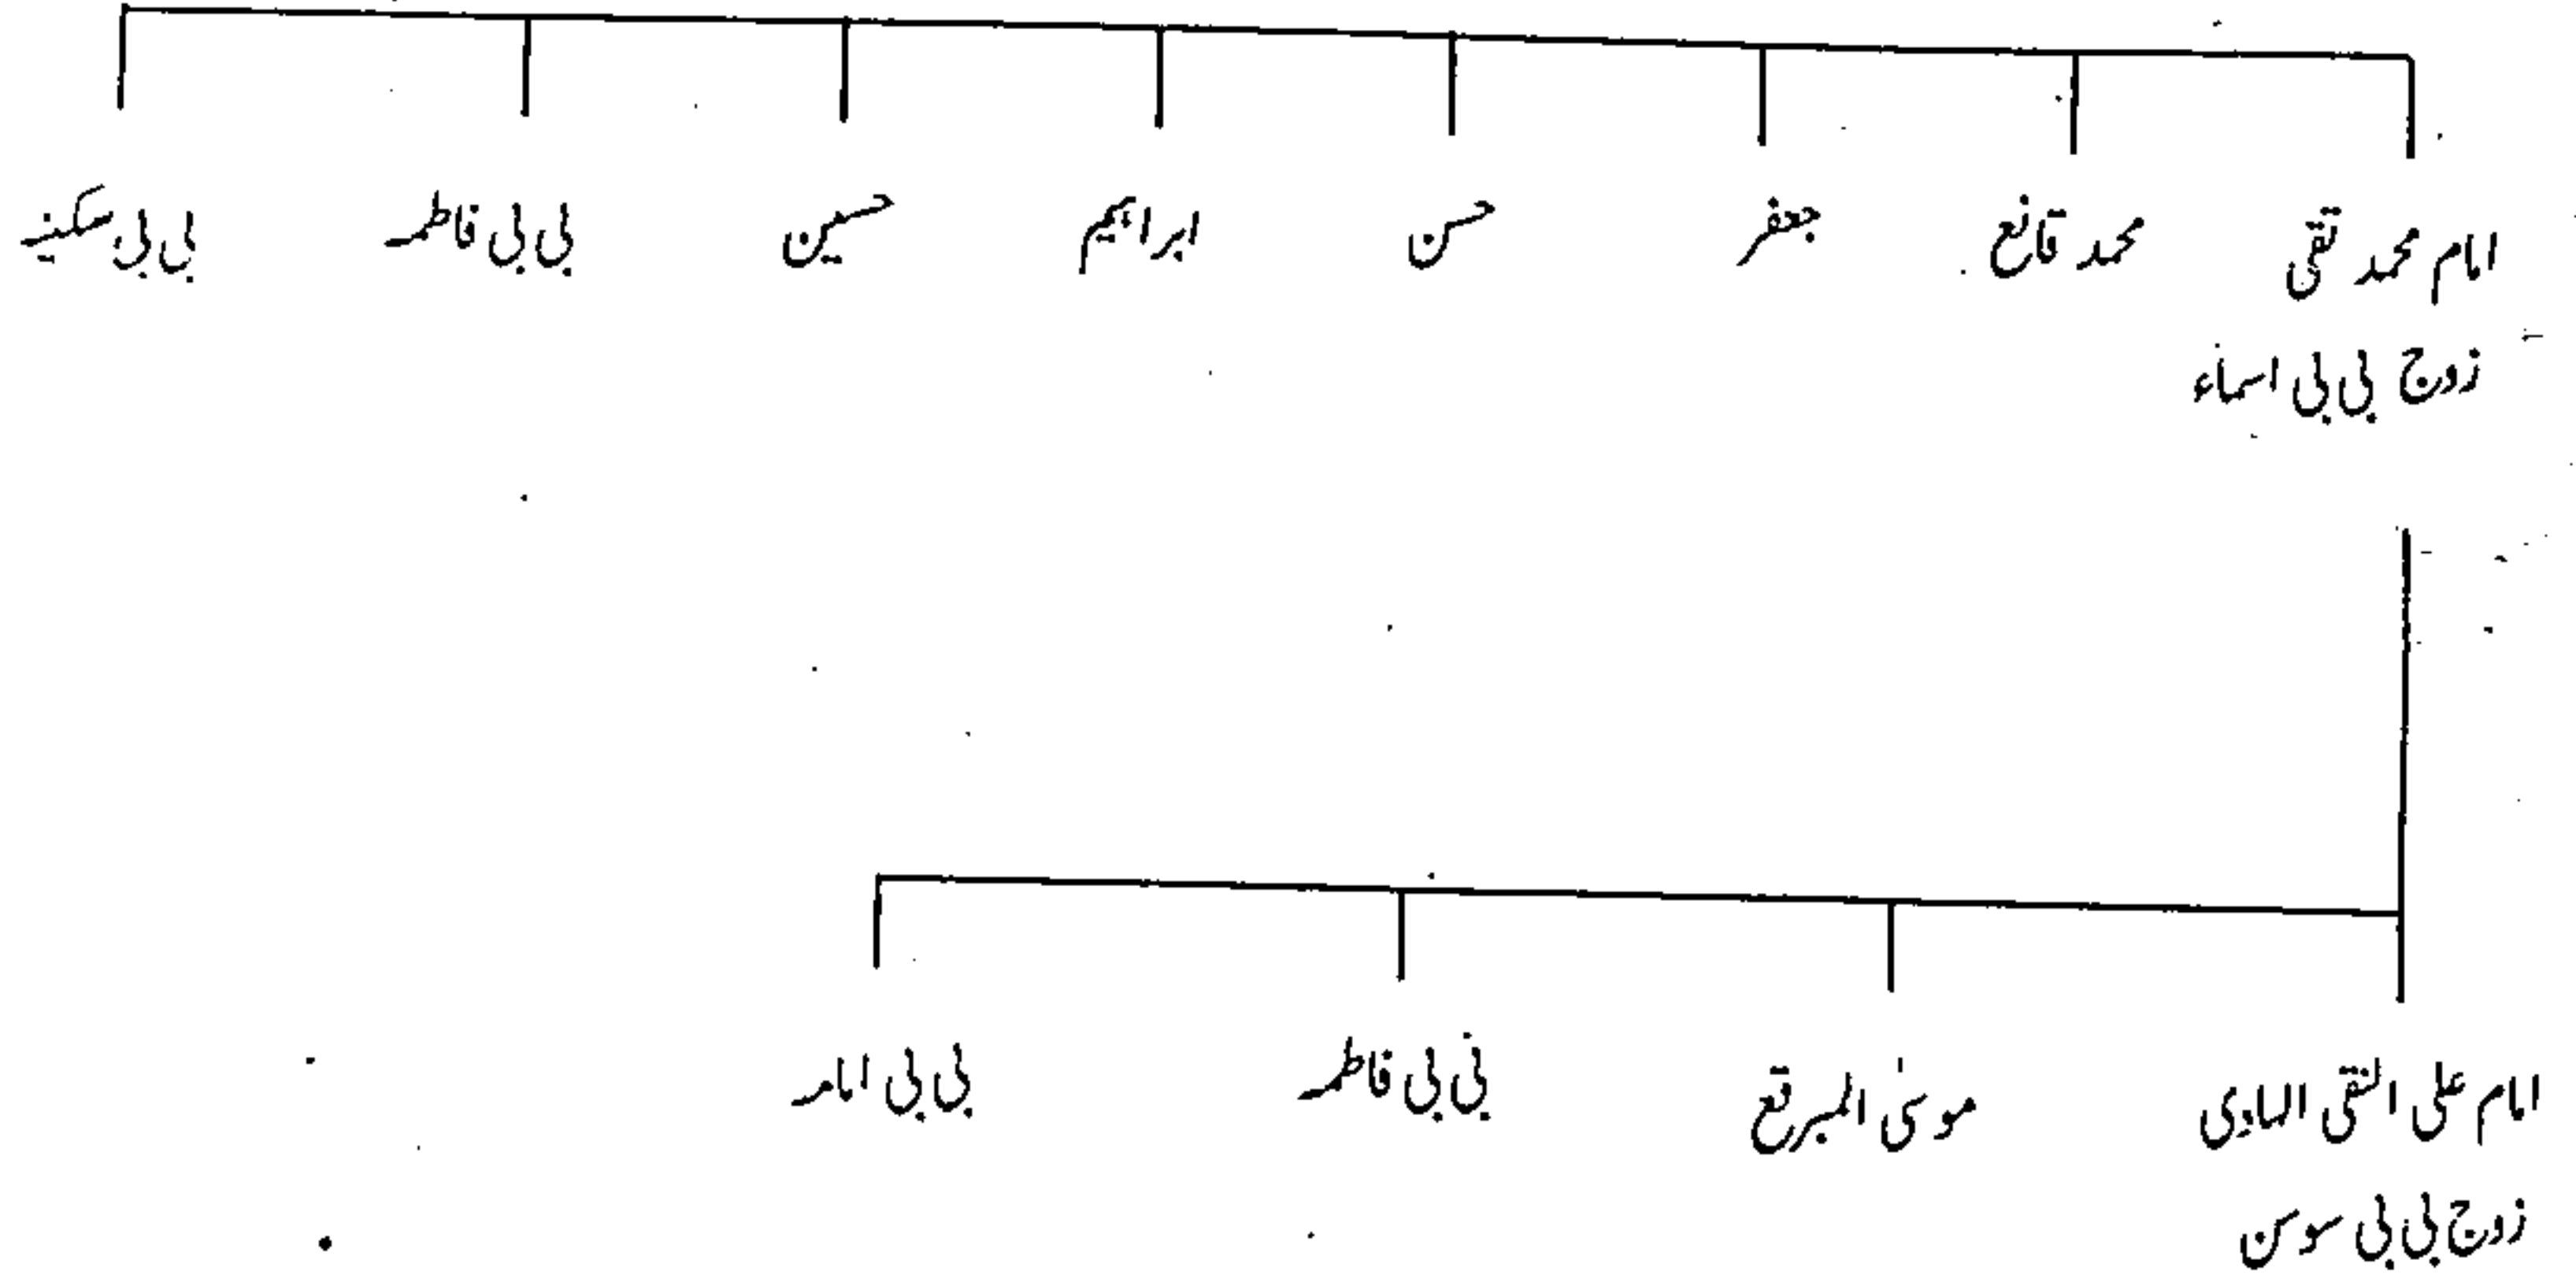 امام محمد تقی محمد قانع جعفر حسن ابراہیم حسین بی بی فاطمہ بی بی سکینہ
زوج بی بی اسماء
امام علی النقی الہادی موسیٰ المبرقع بی بی فاطمہ بی بی امامہ
زوج بی بی سوسن